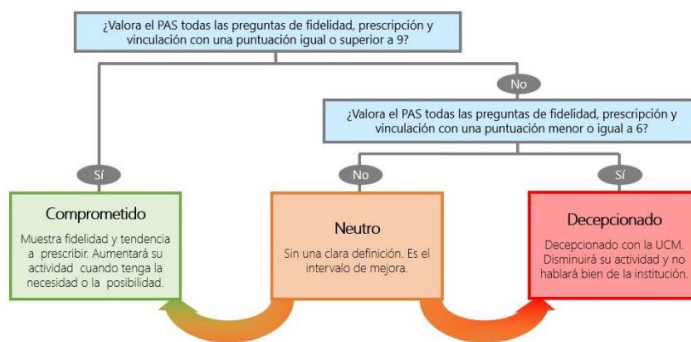 ¿Valora el PAS todas las preguntas de fidelidad, prescripción y
vinculación con una puntuación igual o superior a 9?
No
¿Valora el PAS todas las preguntas de fidelidad, prescripción y
vinculación con una puntuación menor o igual a 6?
Sí
No
Sí
Comprometido
Muestra fidelidad y tendencia
a prescribir. Aumentará su
actividad cuando tenga la
necesidad o la posibilidad.
Neutro
Sin una clara definición. Es el
intervalo de mejora.
Decepcionado
Decepcionado con la UCM.
Disminuirá su actividad y no
hablará bien de la institución.